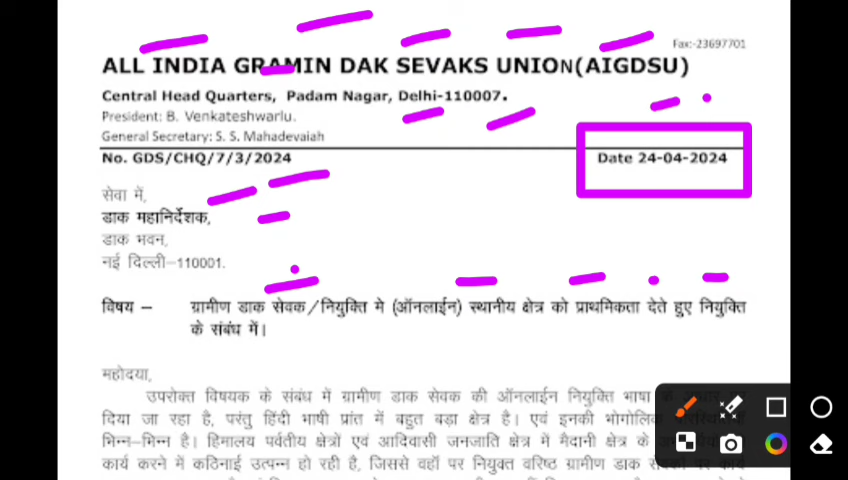 Fax:-23697701
ALL INDIA GRAMIN DAK SEVAKS UNION(AIGDSU)
Central Head Quarters, Padam Nagar, Delhi-110007.
President: B. Venkateshwarlu.
General Secretary: S. S. Mahadevaiah
No. GDS/CHQ/7/3/2024 Date 24-04-2024
सेवा में,
डाक महानिर्देशक,
डाक भवन,
नई दिल्ली–110001.
विषय – ग्रामीण डाक सेवक/नियुक्ति मे (ऑनलाईन) स्थानीय क्षेत्र को प्राथमिकता देते हुए नियुक्ति
के संबंध में।
महोदया,
उपरोक्त विषयक के संबंध में ग्रामीण डाक सेवक की ऑनलाईन नियुक्ति भाषा के
दिया जा रहा है, परंतु हिंदी भाषी प्रांत में बहुत बड़ा क्षेत्र है। एवं इनकी भोगोलिक
भिन्न–भिन्न है। हिमालय पर्वतीय क्षेत्रों एवं आदिवासी जनजाति क्षेत्र में मैदानी क्षेत्र के
कार्य करने में कठिनाई उत्पन्न हो रही है, जिससे वहाँ पर नियुक्त वरिष्ठ ग्रामीण डाक